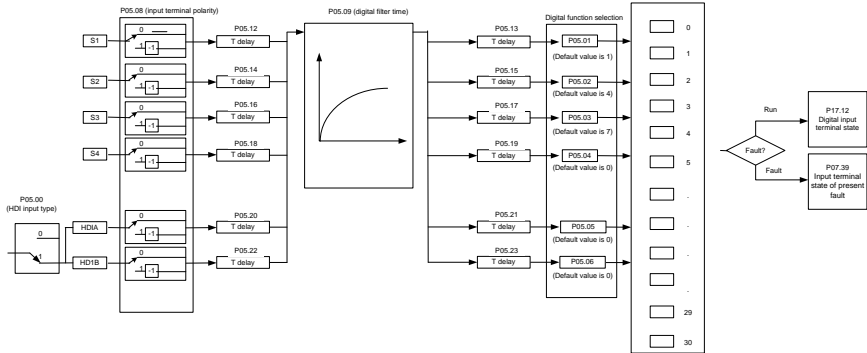 P05.08 (input terminal polarity)
P05.12
P05.09 (digital filter time)
P05.13
Digital function selection
S1
0
1
-1
T delay
T delay
P05.01
(Default value is 1)
P05.14
P05.15
S2
0
1
-1
T delay
T delay
P05.02
(Default value is 4)
P05.16
P05.17
S3
0
1
-1
T delay
T delay
P05.03
(Default value is 7)
P05.18
P05.19
S4
0
1
-1
T delay
T delay
P05.04
(Default value is 0)
P05.00
(HDI input type)
0
1
P05.20
P05.21
HDIA
0
1
-1
T delay
T delay
P05.05
(Default value is 0)
P05.22
P05.23
HD1B
0
1
-1
T delay
T delay
P05.06
(Default value is 0)
0
1
2
3
4
5
.
.
.
.
29
30
Fault?
Run
Fault
P17.12
Digital input
terminal state
P07.39
Input terminal
state of present
fault